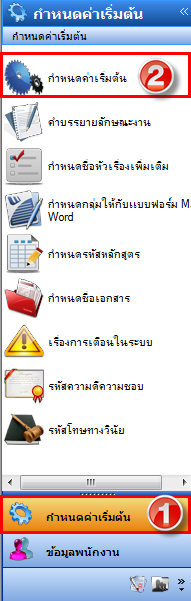 กำหนดค่าเริ่มต้น
กำหนดค่าเริ่มต้น
กำหนดค่าเริ่มต้น
2
คำบรรยายลักษณะงาน
กำหนดชื่อหัวเรื่องเพิ่มเติม
กำหนดกลุ่มให้กับแบบฟอร์ม M
Word
กำหนดรหัสหลักสูตร
กำหนดชื่อเอกสาร
เรื่องการเตือนในระบบ
รหัสความดีความชอบ
รหัสโทษทางวินัย
กำหนดค่าเริ่มต้น
1
ข้อมูลพนักงาน